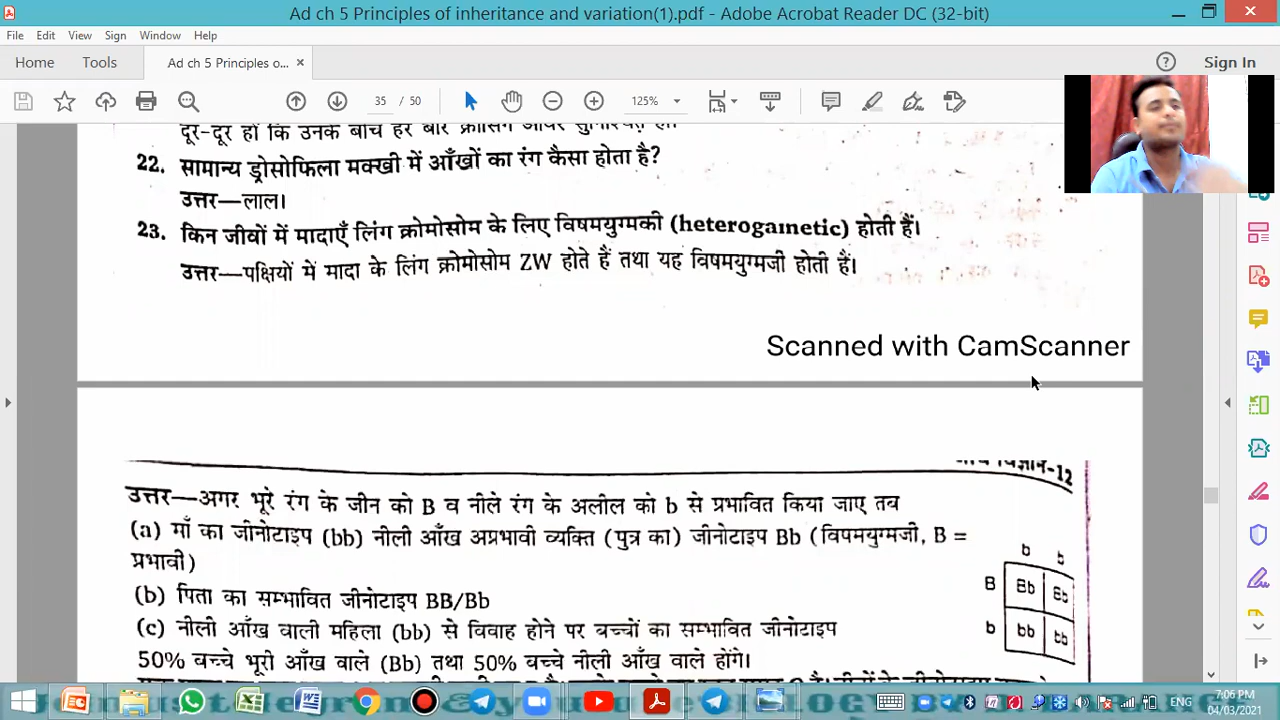 Ad ch 5 Principles of inheritance and variation(1).pdf - Adobe Acrobat Reader DC (32-bit)
File Edit View Sign Window Help
Home Tools Ad ch 5 Principles o... × Sign In
35 / 50 125%
दूर-दूर हों कि उनके बीच हर बार क्रॉसिंग ओवर सुनिश्चित हो।
22. सामान्य ड्रोसोफिला मक्खी में आँखों का रंग कैसा होता है?
उत्तर—लाल।
23. किन जीवों में मादाएँ लिंग क्रोमोसोम के लिए विषमयुग्मकी (heterogametic) होती हैं।
उत्तर—पक्षियों में मादा के लिंग क्रोमोसोम ZW होते हैं तथा यह विषमयुग्मजी होती हैं।
Scanned with CamScanner
विज्ञान-12
उत्तर—अगर भूरे रंग के जीन को B व नीले रंग के अलील को b से प्रभावित किया जाए तब
(a) माँ का जीनोटाइप (bb) नीली आँख अप्रभावी व्यक्ति (पुत्र का) जीनोटाइप Bb (विषमयुग्मजी, B =
प्रभावी)
b b
B Bb Bb
(b) पिता का सम्भावित जीनोटाइप BB/Bb
(c) नीली आँख वाली महिला (bb) से विवाह होने पर बच्चों का सम्भावित जीनोटाइप
b bb bb
50% बच्चे भूरी आँख वाले (Bb) तथा 50% बच्चे नीली आँख वाले होंगे।
ENG
7:06 PM
04/03/2021